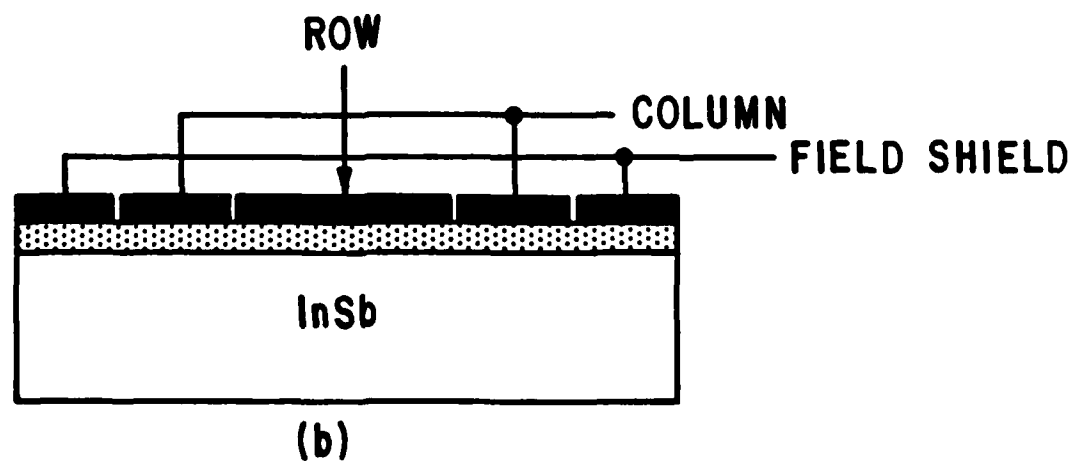 ROW
COLUMN
FIELD SHIELD
InSb
(b)